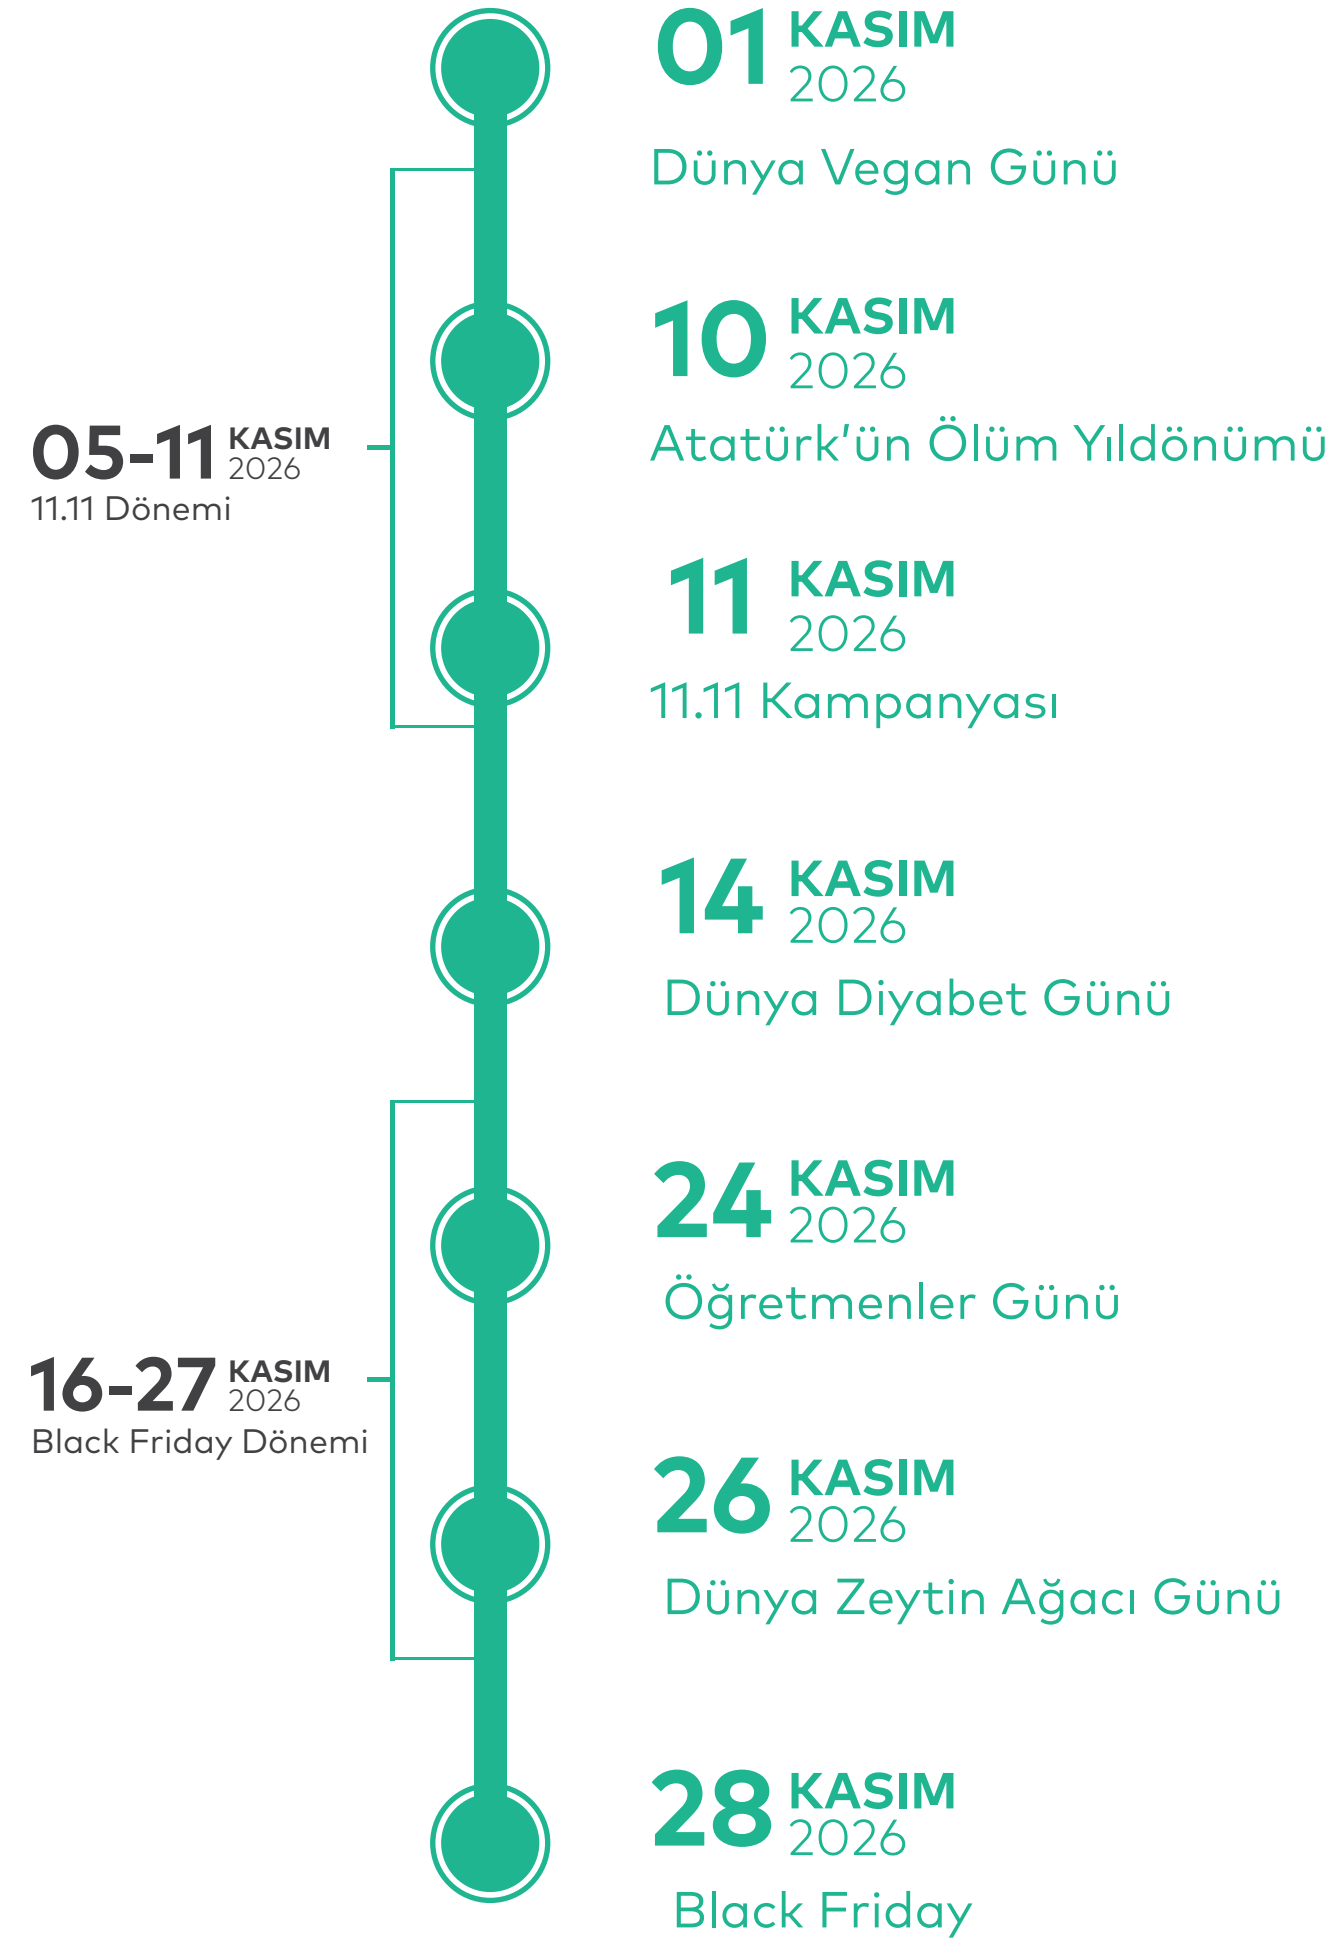 01 KASIM
2026
Dünya Vegan Günü
10 KASIM
2026
Atatürk'ün Ölüm Yıldönümü
05-11 KASIM
2026
11.11 Dönemi
11 KASIM
2026
11.11 Kampanyası
14 KASIM
2026
Dünya Diyabet Günü
24 KASIM
2026
Öğretmenler Günü
16-27 KASIM
2026
Black Friday Dönemi
26 KASIM
2026
Dünya Zeytin Ağacı Günü
28 KASIM
2026
Black Friday